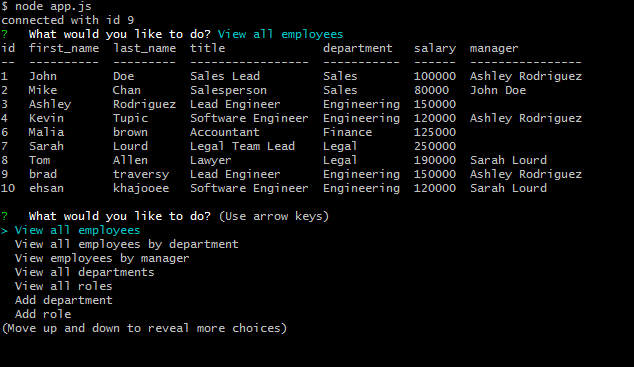 $ node app.js
connected with id 9
?   What would you like to do? View all employees
id  first_name  last_name  title              department   salary  manager
--  ----------  ---------  -----------------  -----------  ------  ----------------
1   John        Doe        Sales Lead         Sales        100000  Ashley Rodriguez
2   Mike        Chan       Salesperson        Sales        80000   John Doe
3   Ashley      Rodriguez  Lead Engineer      Engineering  150000
4   Kevin       Tupic      Software Engineer  Engineering  120000  Ashley Rodriguez
6   Malia       brown      Accountant         Finance      125000
7   Sarah       Lourd      Legal Team Lead    Legal        250000
8   Tom         Allen      Lawyer             Legal        190000  Sarah Lourd
9   brad        traversy   Lead Engineer      Engineering  150000  Ashley Rodriguez
10  ehsan       khajooee   Software Engineer  Engineering  120000  Sarah Lourd
?   What would you like to do? (Use arrow keys)
> View all employees
  View all employees by department
  View employees by manager
  View all departments
  View all roles
  Add department
  Add role
(Move up and down to reveal more choices)